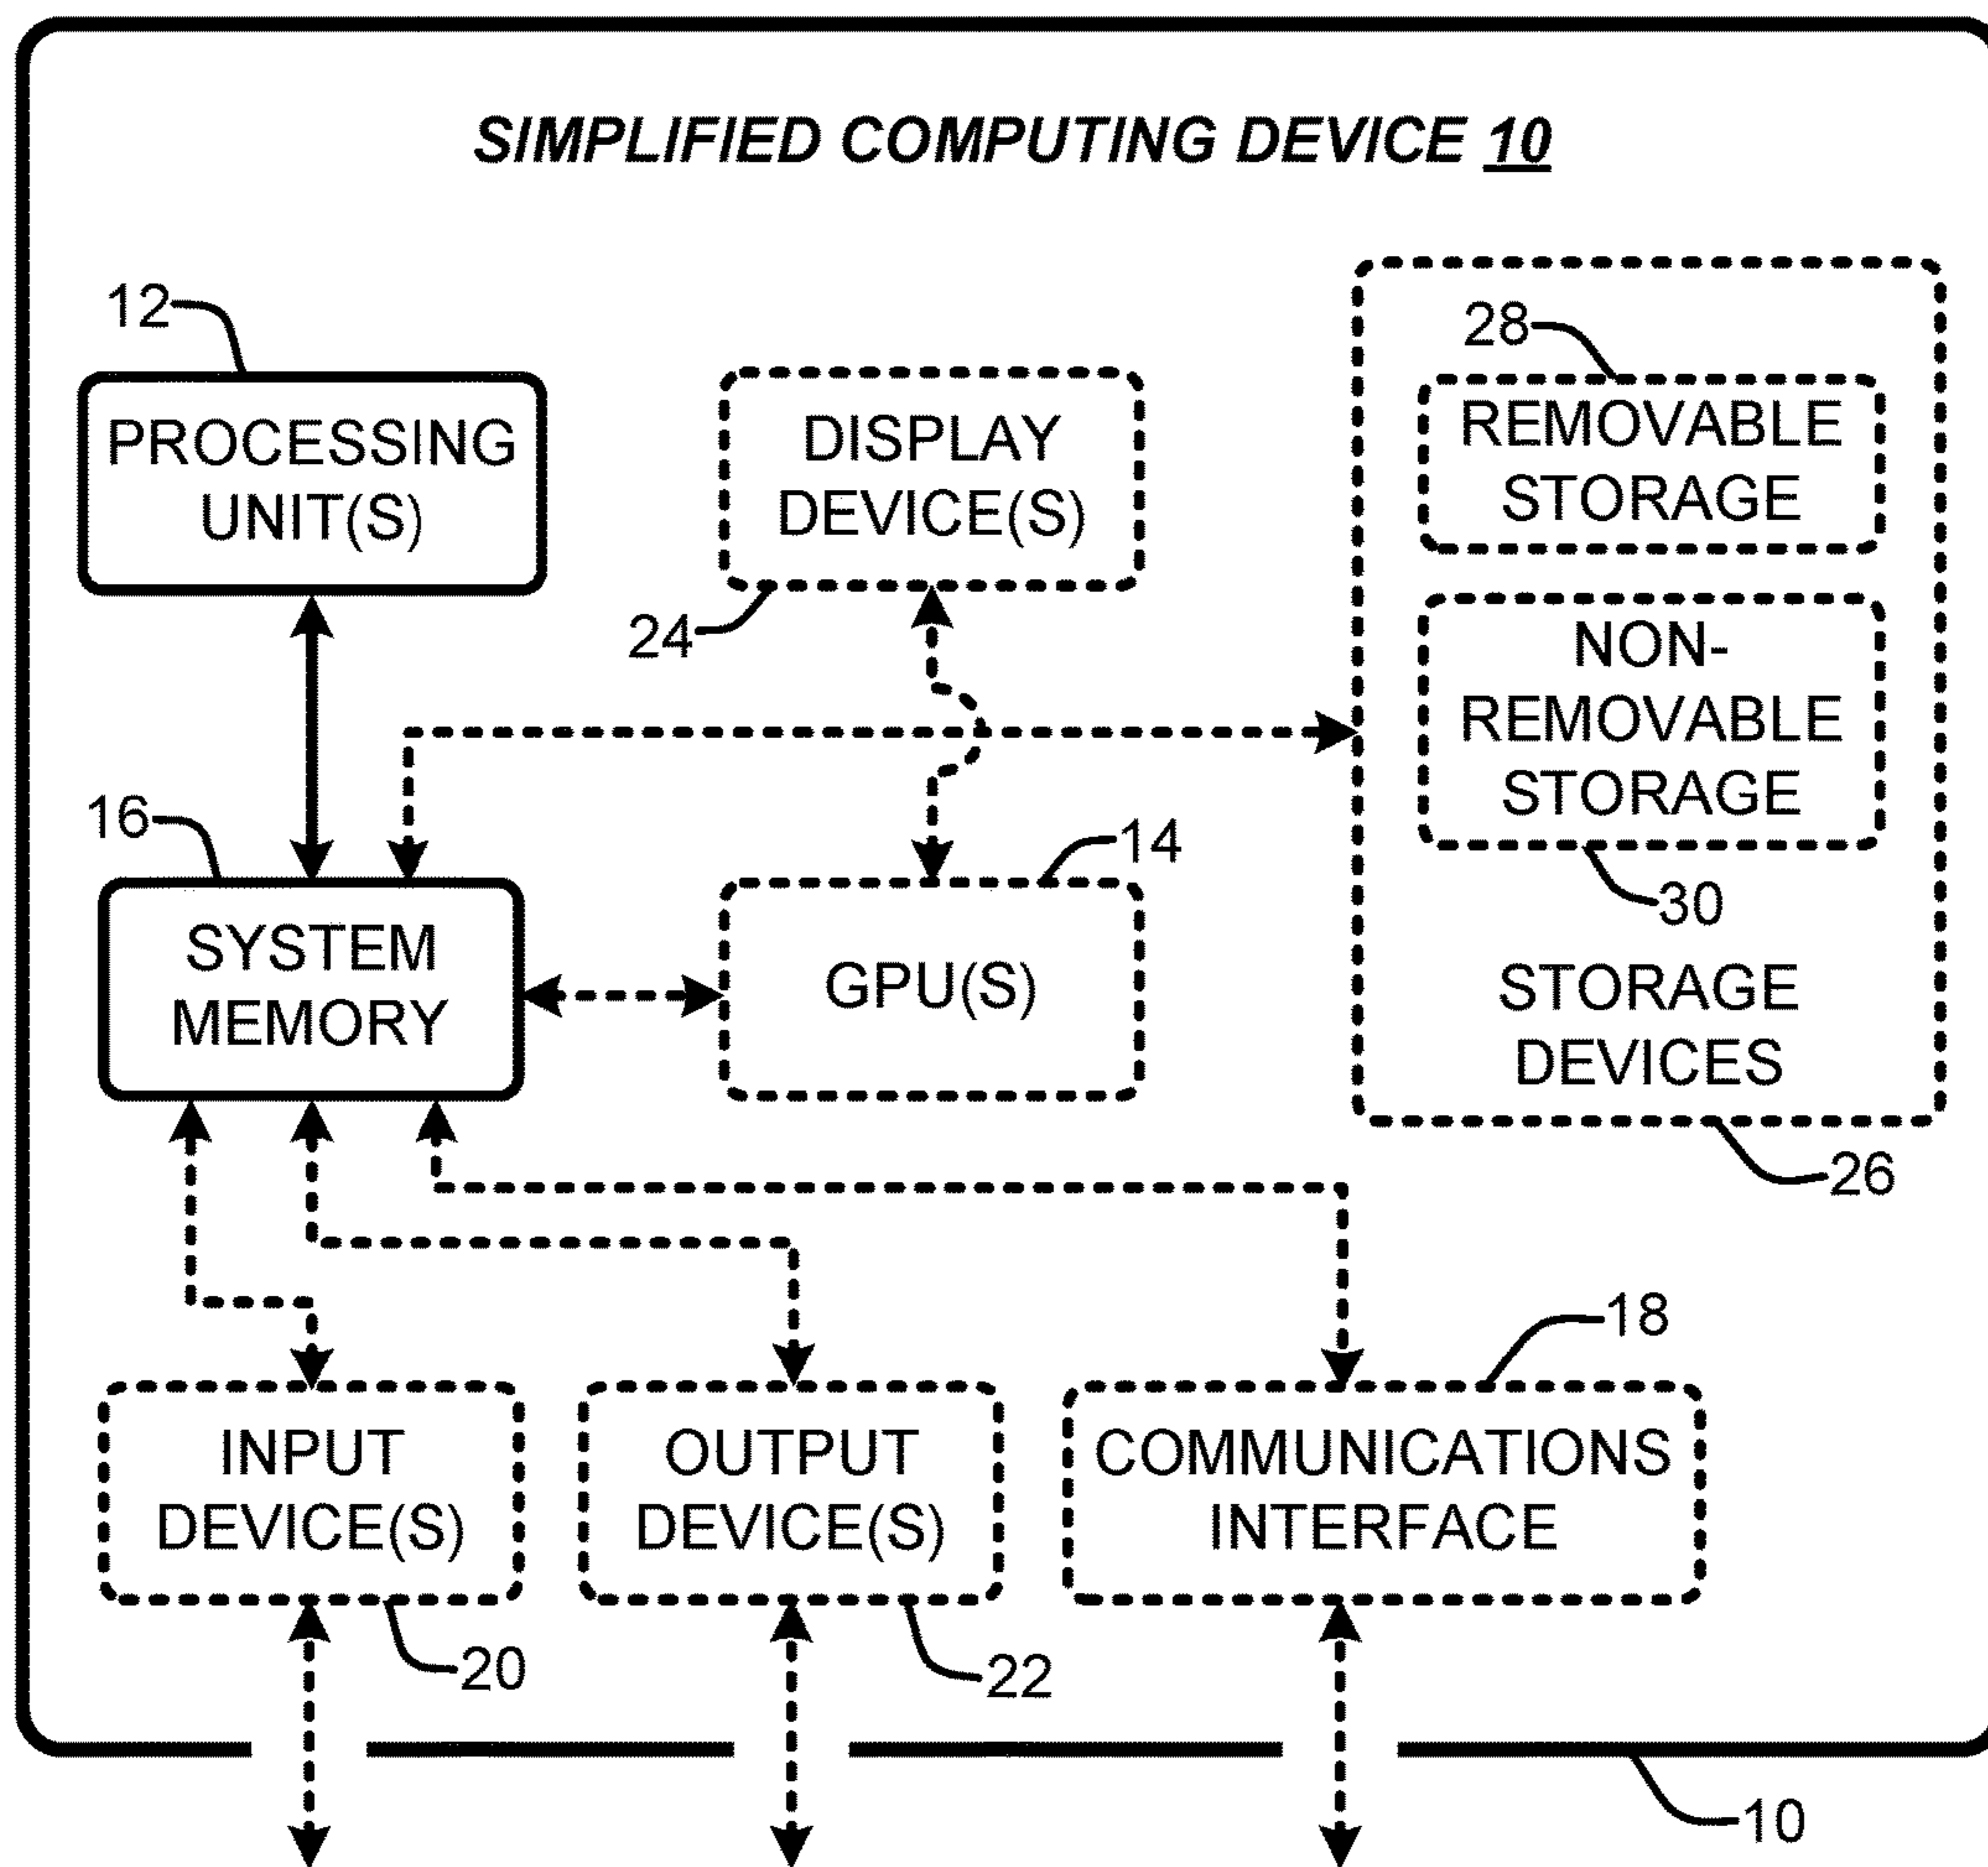 SIMPLIFIED COMPUTING DEVICE 10
12
PROCESSING
UNIT(S)
DISPLAY
DEVICE(S)
24
28
REMOVABLE
STORAGE
NON-
REMOVABLE
STORAGE
30
STORAGE
DEVICES
26
16
SYSTEM
MEMORY
14
GPU(S)
18
INPUT
DEVICE(S)
20
OUTPUT
DEVICE(S)
22
COMMUNICATIONS
INTERFACE
10